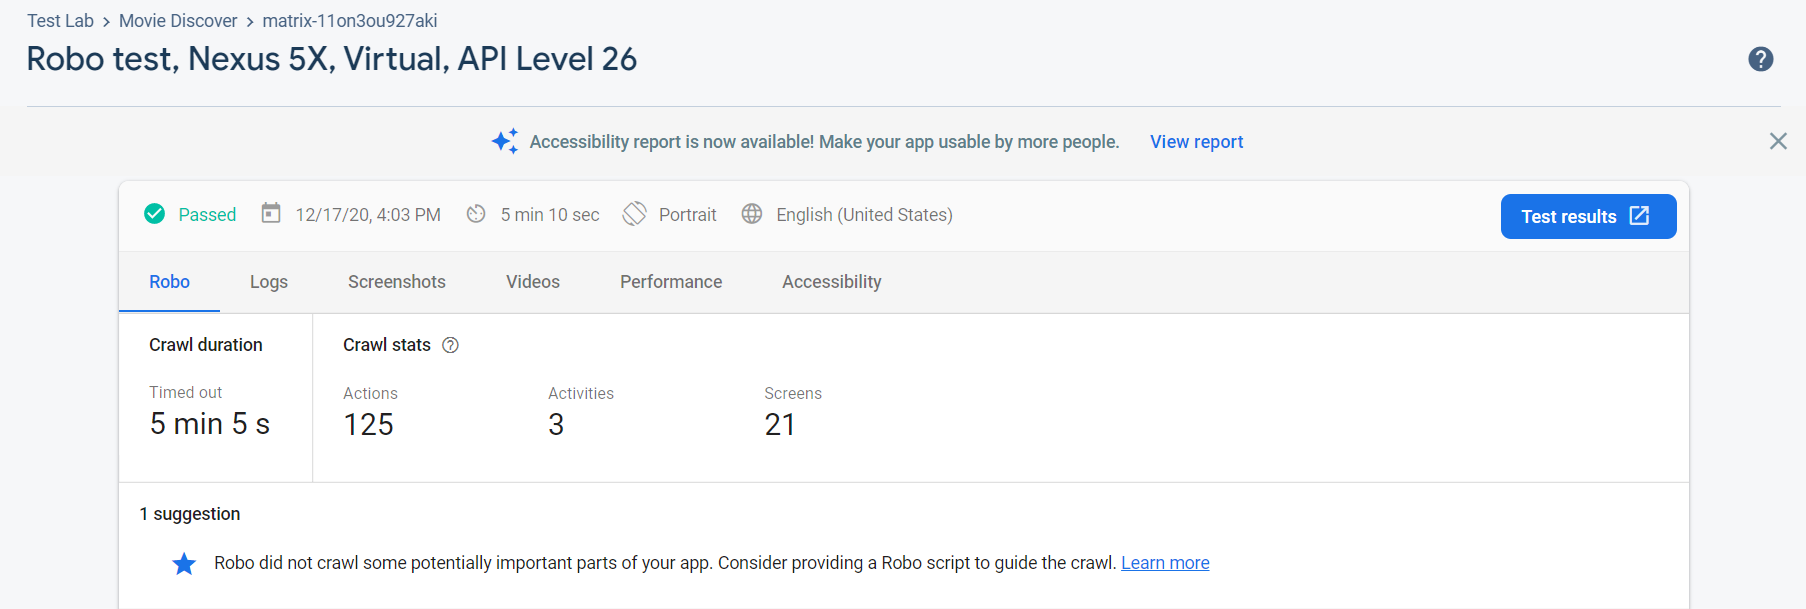 Test Lab > Movie Discover > matrix-11on3ou927aki
Robo test, Nexus 5X, Virtual, API Level 26
Accessibility report is now available! Make your app usable by more people. View report
Passed 12/17/20, 4:03 PM 5 min 10 sec Portrait English (United States) Test results
Robo Logs Screenshots Videos Performance Accessibility
Crawl duration Crawl stats
Timed out Actions Activities Screens
5 min 5 s 125 3 21
1 suggestion
Robo did not crawl some potentially important parts of your app. Consider providing a Robo script to guide the crawl. Learn more